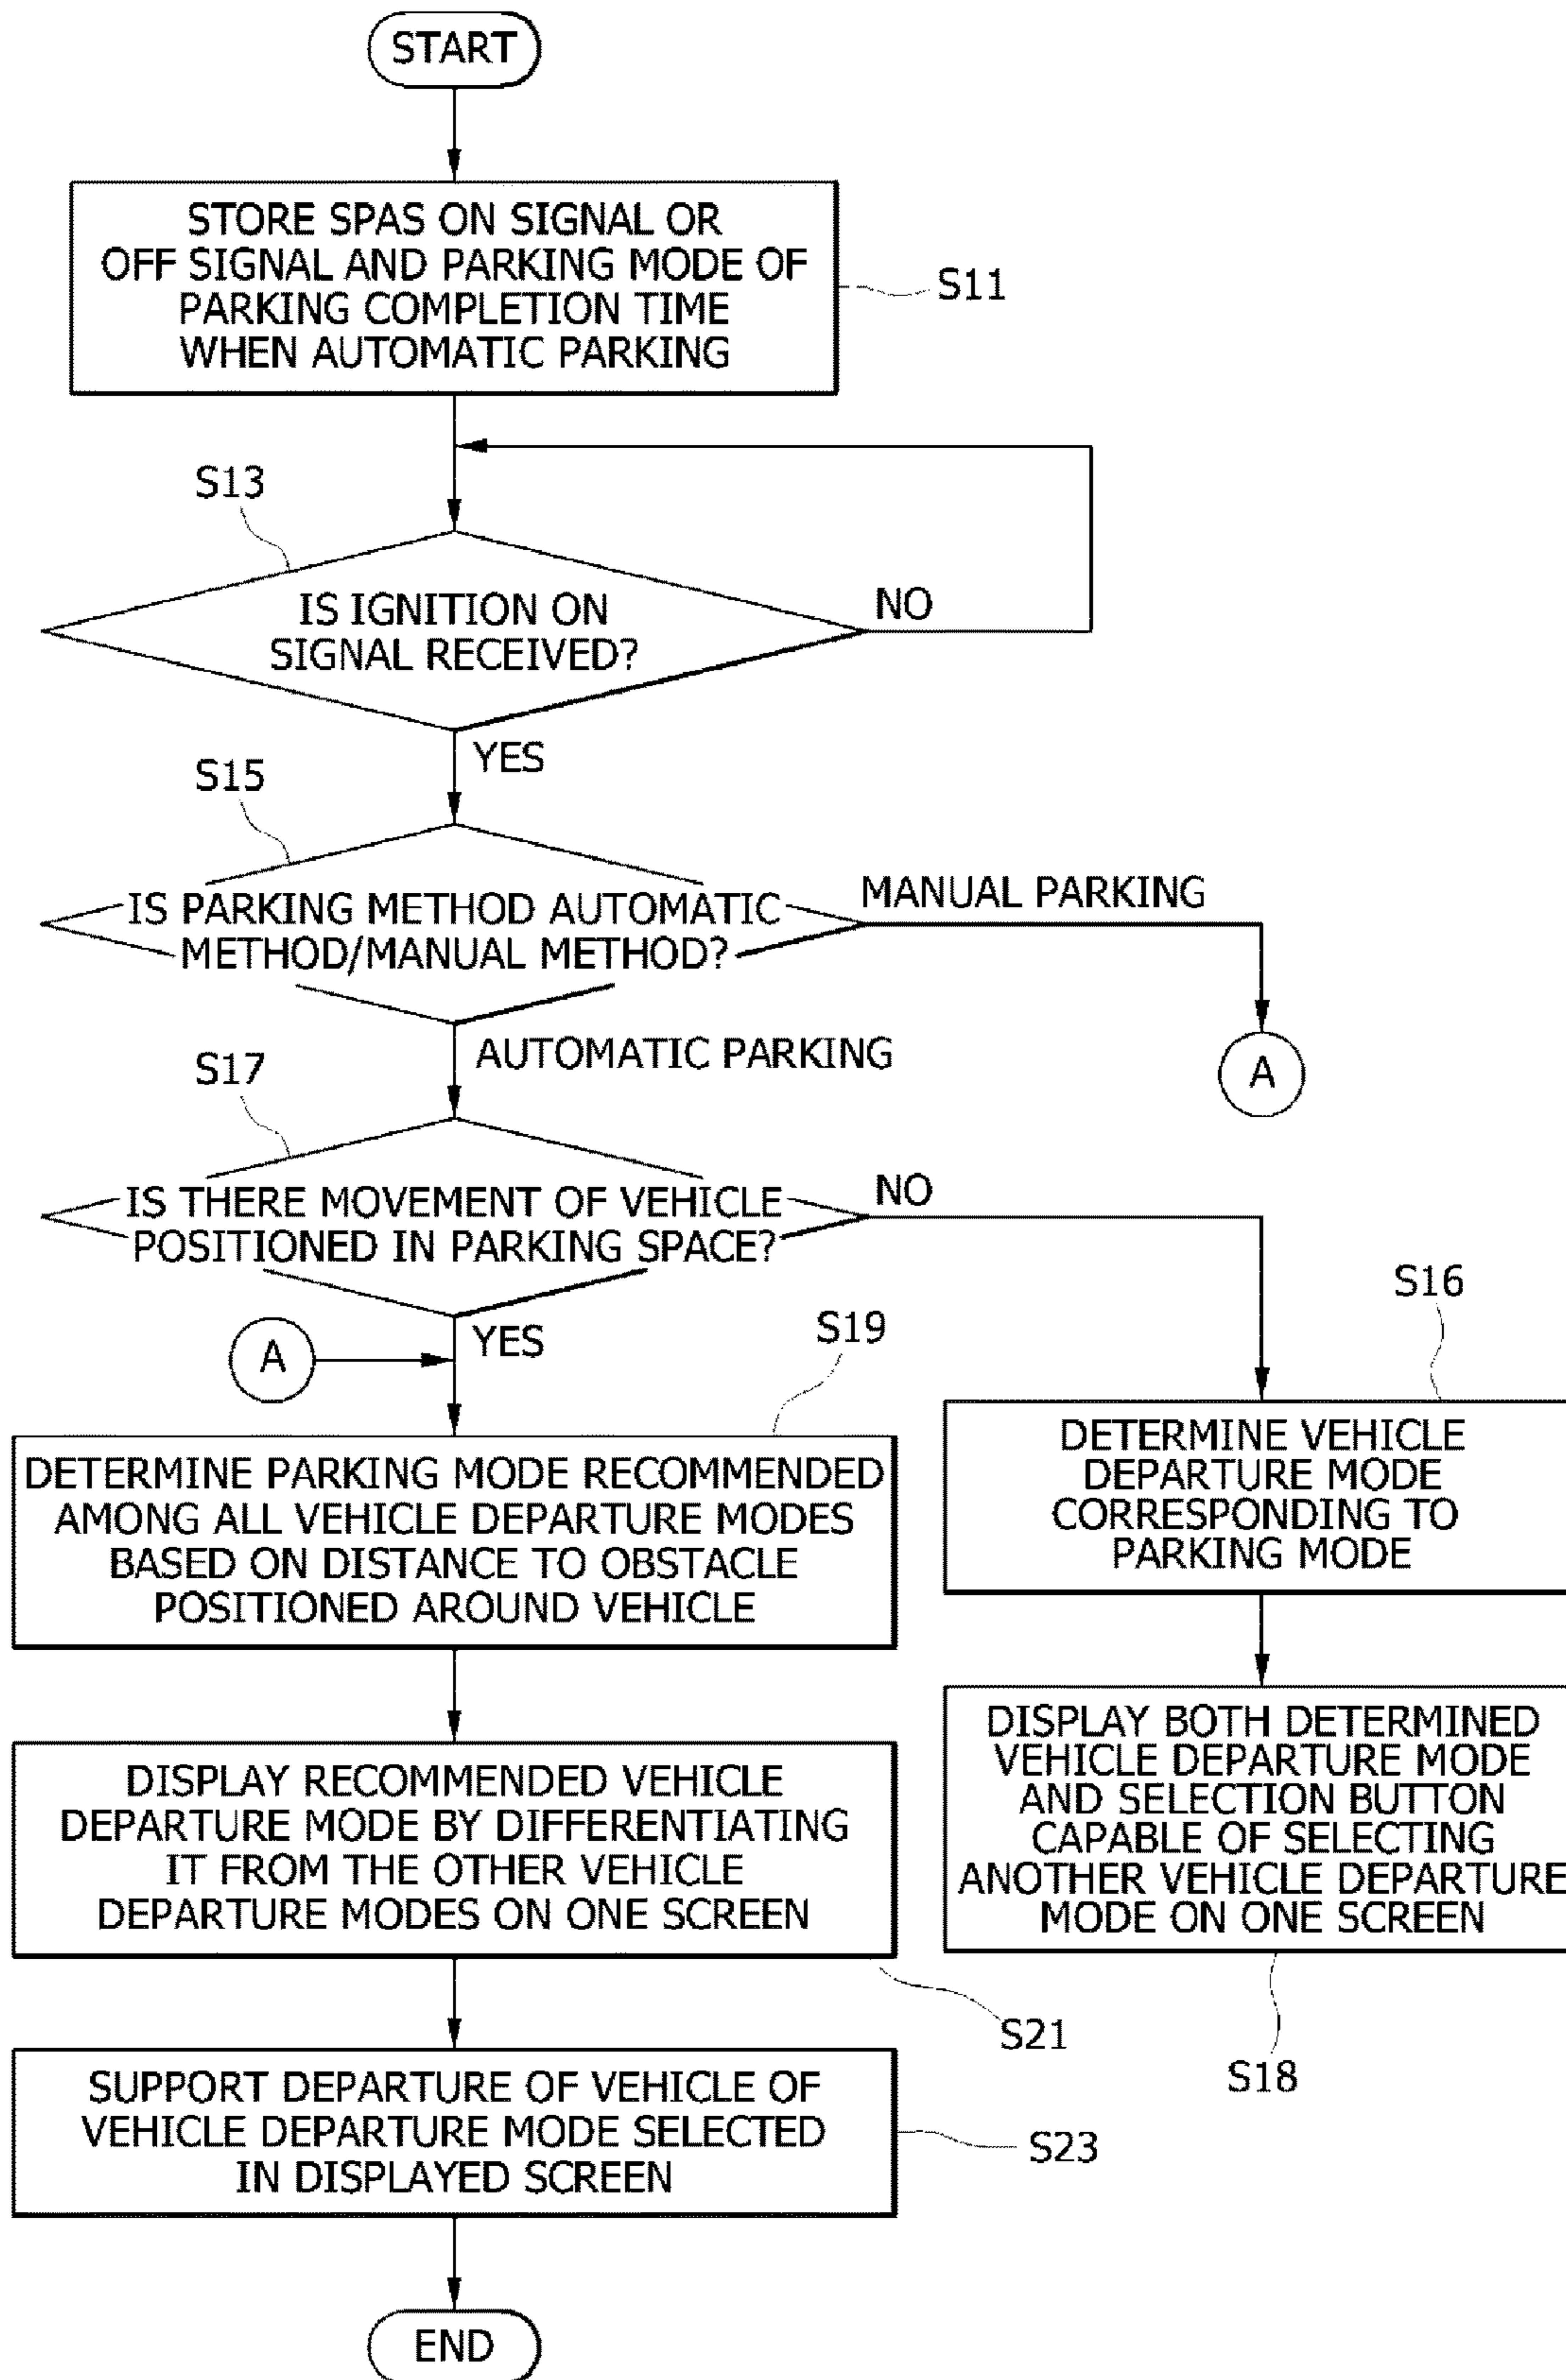 START
STORE SPAS ON SIGNAL OR
OFF SIGNAL AND PARKING MODE OF
PARKING COMPLETION TIME
WHEN AUTOMATIC PARKING
S11
S13
IS IGNITION ON
SIGNAL RECEIVED?
NO
YES
S15
IS PARKING METHOD AUTOMATIC
METHOD/MANUAL METHOD?
MANUAL PARKING
A
AUTOMATIC PARKING
S17
IS THERE MOVEMENT OF VEHICLE
POSITIONED IN PARKING SPACE?
NO
YES
A
S19
DETERMINE PARKING MODE RECOMMENDED
AMONG ALL VEHICLE DEPARTURE MODES
BASED ON DISTANCE TO OBSTACLE
POSITIONED AROUND VEHICLE
S16
DETERMINE VEHICLE
DEPARTURE MODE
CORRESPONDING TO
PARKING MODE
DISPLAY RECOMMENDED VEHICLE
DEPARTURE MODE BY DIFFERENTIATING
IT FROM THE OTHER VEHICLE
DEPARTURE MODES ON ONE SCREEN
S21
DISPLAY BOTH DETERMINED
VEHICLE DEPARTURE MODE
AND SELECTION BUTTON
CAPABLE OF SELECTING
ANOTHER VEHICLE DEPARTURE
MODE ON ONE SCREEN
S18
SUPPORT DEPARTURE OF VEHICLE OF
VEHICLE DEPARTURE MODE SELECTED
IN DISPLAYED SCREEN
S23
END